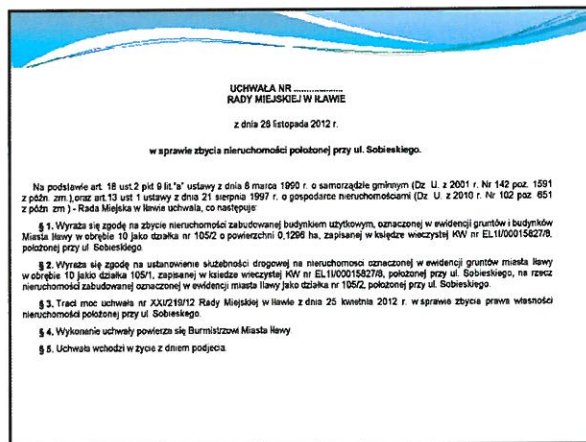 UCHWAŁA NR ....................
RADY MIEJSKIEJ W IŁAWIE
z dnia 26 listopada 2012 r.
w sprawie zbycia nieruchomości położonej przy ul. Sobieskiego.
Na podstawie art. 18 ust.2 pkt 9 lit."a" ustawy z dnia 8 marca 1990 r. o samorządzie gminnym (Dz. U. z 2001 r. Nr 142 poz. 1591
z późn. zm.),oraz art.13 ust 1 ustawy z dnia 21 sierpnia 1997 r. o gospodarce nieruchomościami (Dz. U. z 2010 r. Nr 102 poz. 651
z późn zm ) - Rada Miejska w Iławie uchwala, co następuje:
§ 1. Wyraża się zgodę na zbycie nieruchomości zabudowanej budynkiem użytkowym, oznaczonej w ewidencji gruntów i budynków
Miasta Iławy w obrębie 10 jako działka nr 105/2 o powierzchni 0,1296 ha, zapisanej w księdze wieczystej KW nr EL1I/00015827/8,
położonej przy ul. Sobieskiego.
§ 2. Wyraża się zgodę na ustanowienie służebności drogowej na nieruchomości oznaczonej w ewidencji gruntów miasta Iławy
w obrębie 10 jako działka 105/1, zapisanej w księdze wieczystej KW nr EL1I/00015827/8, położonej przy ul. Sobieskiego, na rzecz
nieruchomości zabudowanej oznaczonej w ewidencji miasta Iławy jako działka nr 105/2, położonej przy ul. Sobieskiego.
§ 3. Traci moc uchwała nr XXI/219/12 Rady Miejskiej w Iławie z dnia 25 kwietnia 2012 r. w sprawie zbycia prawa własności
nieruchomości położonej przy ul. Sobieskiego.
§ 4. Wykonanie uchwały powierza się Burmistrzowi Miasta Iławy
§ 5. Uchwała wchodzi w życie z dniem podjęcia